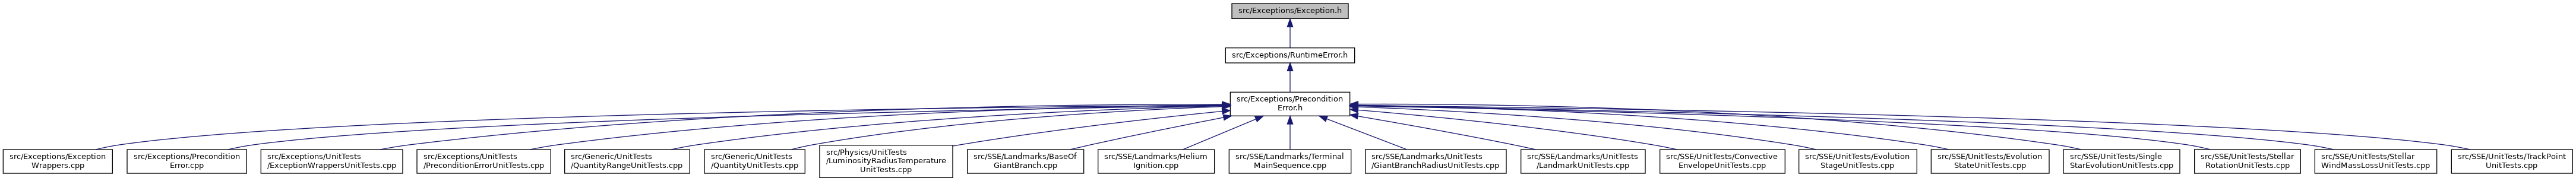 src/Exceptions/Exception.h
src/Exceptions/RuntimeError.h
src/Exceptions/Precondition
Error.h
src/Exceptions/Exception
Wrappers.cpp
src/Exceptions/Precondition
Error.cpp
src/Exceptions/UnitTests
/ExceptionWrappersUnitTests.cpp
src/Exceptions/UnitTests
/PreconditionErrorUnitTests.cpp
src/Generic/UnitTests
/QuantityRangeUnitTests.cpp
src/Generic/UnitTests
/QuantityUnitTests.cpp
src/Physics/UnitTests
/LuminosityRadiusTemperature
UnitTests.cpp
src/SSE/Landmarks/BaseOf
GiantBranch.cpp
src/SSE/Landmarks/Helium
Ignition.cpp
src/SSE/Landmarks/Terminal
MainSequence.cpp
src/SSE/Landmarks/UnitTests
/GiantBranchRadiusUnitTests.cpp
src/SSE/Landmarks/UnitTests
/LandmarkUnitTests.cpp
src/SSE/UnitTests/Convective
EnvelopeUnitTests.cpp
src/SSE/UnitTests/Evolution
StageUnitTests.cpp
src/SSE/UnitTests/Evolution
StateUnitTests.cpp
src/SSE/UnitTests/Single
StarEvolutionUnitTests.cpp
src/SSE/UnitTests/Stellar
RotationUnitTests.cpp
src/SSE/UnitTests/Stellar
WindMassLossUnitTests.cpp
src/SSE/UnitTests/TrackPoint
UnitTests.cpp